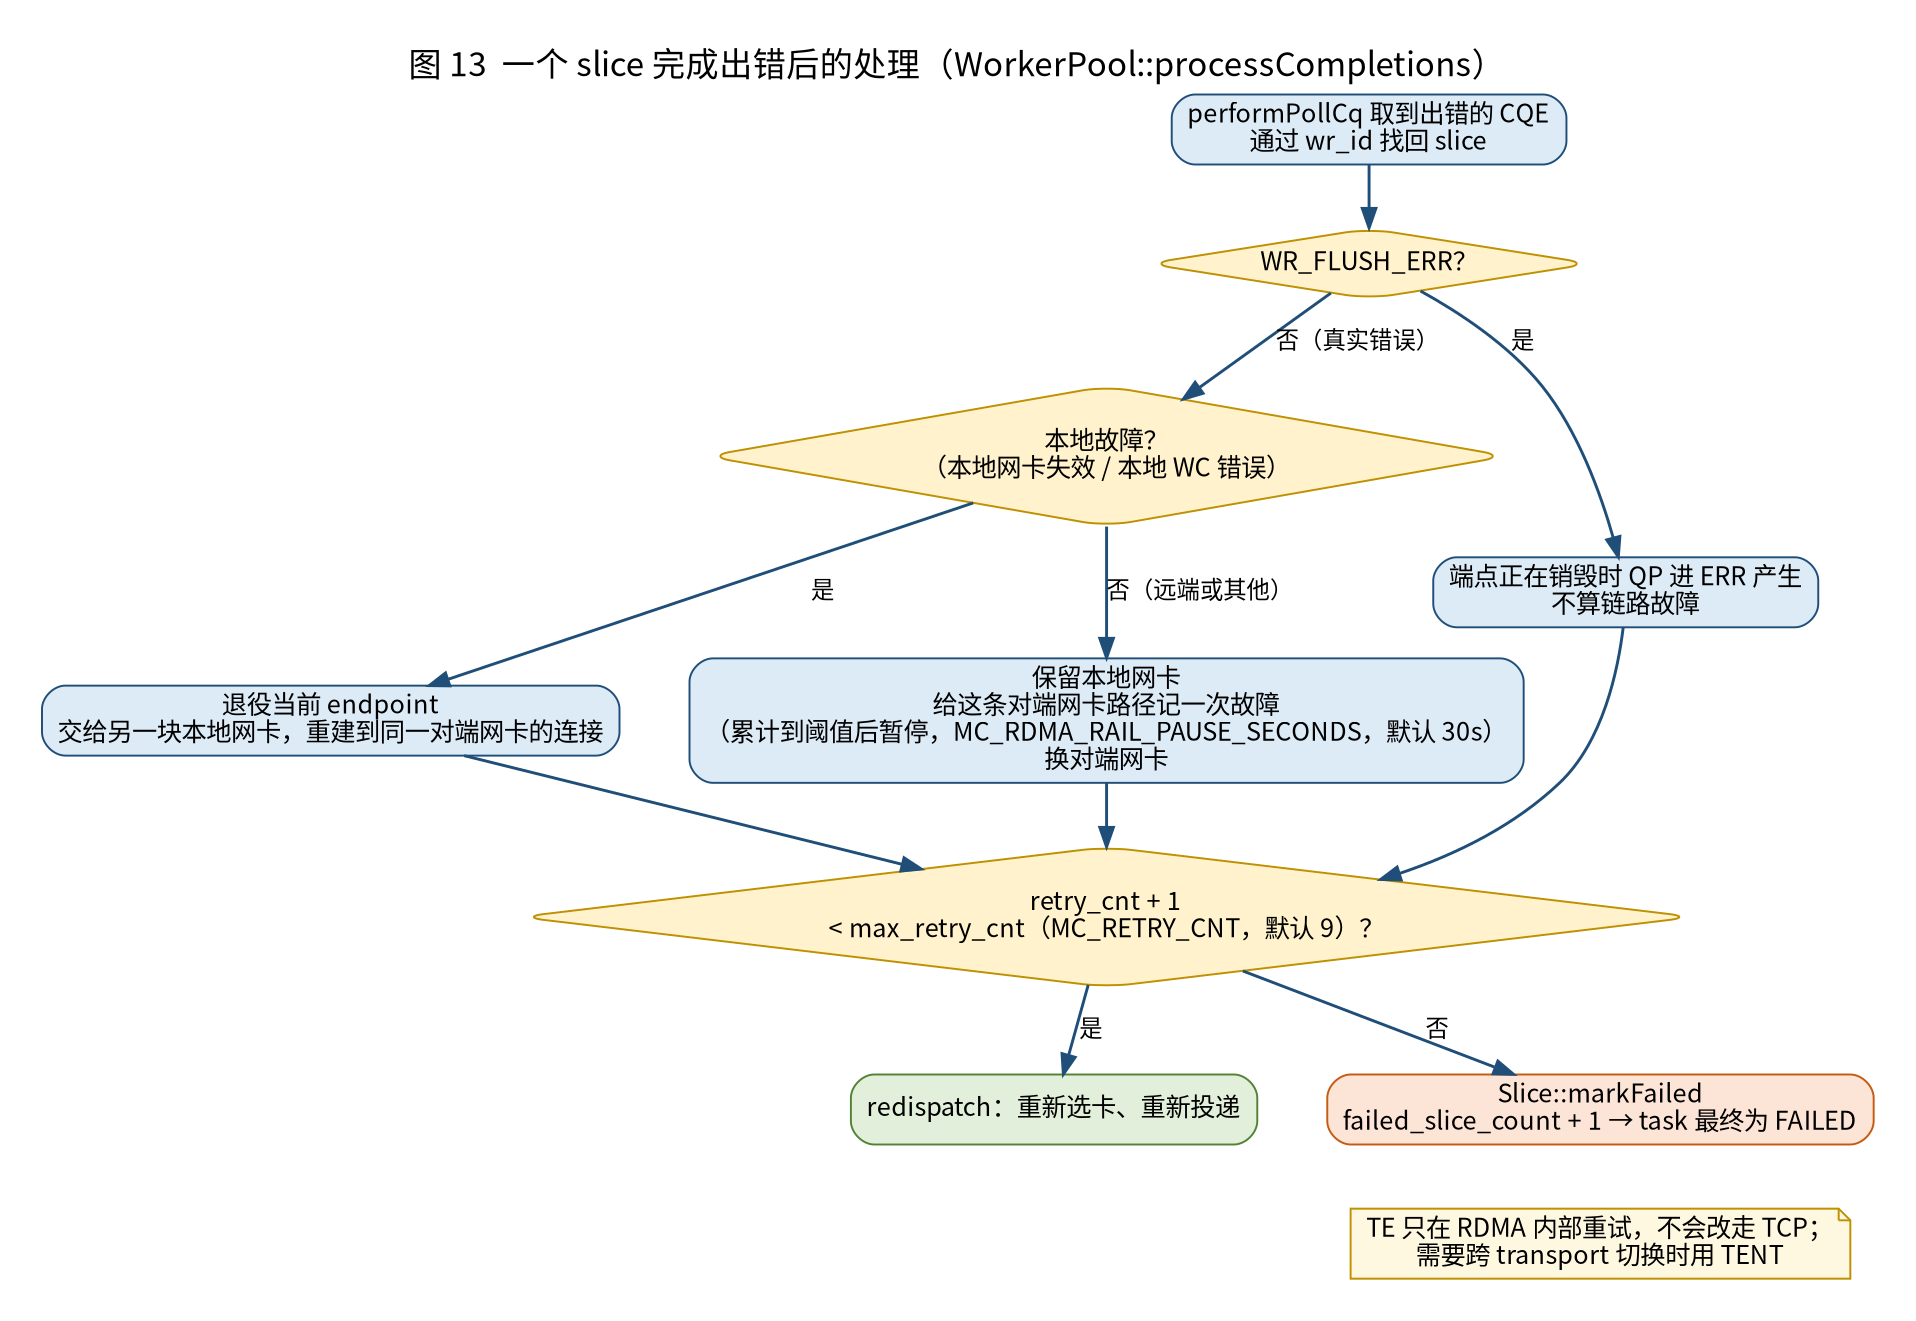 图 13  一个 slice 完成出错后的处理（WorkerPool::processCompletions）
performPollCq 取到出错的 CQE
通过 wr_id 找回 slice
WR_FLUSH_ERR?
否（真实错误）
是
本地故障？
（本地网卡失效 / 本地 WC 错误）
是
否（远端或其他）
端点正在销毁时 QP 进 ERR 产生
不算链路故障
退役当前 endpoint
交给另一块本地网卡，重建到同一对端网卡的连接
保留本地网卡
给这条对端网卡路径记一次故障
（累计到阈值后暂停，MC_RDMA_RAIL_PAUSE_SECONDS，默认 30s）
换对端网卡
retry_cnt + 1
< max_retry_cnt（MC_RETRY_CNT，默认 9）？
是
否
redispatch：重新选卡、重新投递
Slice::markFailed
failed_slice_count + 1 → task 最终为 FAILED
TE 只在 RDMA 内部重试，不会改走 TCP；
需要跨 transport 切换时用 TENT